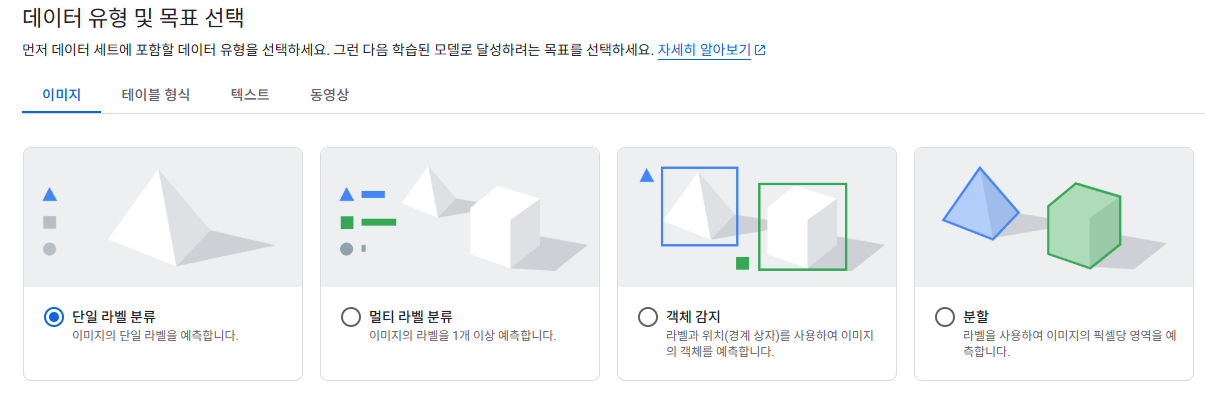 데이터 유형 및 목표 선택
먼저 데이터 세트에 포함할 데이터 유형을 선택하세요. 그런 다음 학습된 모델로 달성하려는 목표를 선택하세요. 자세히 알아보기
이미지 테이블 형식 텍스트 동영상
단일 라벨 분류
이미지의 단일 라벨을 예측합니다.
멀티 라벨 분류
이미지의 라벨을 1개 이상 예측합니다.
객체 감지
라벨과 위치(경계 상자)를 사용하여 이미지
의 객체를 예측합니다.
분할
라벨을 사용하여 이미지의 픽셀당 영역을 예
측합니다.